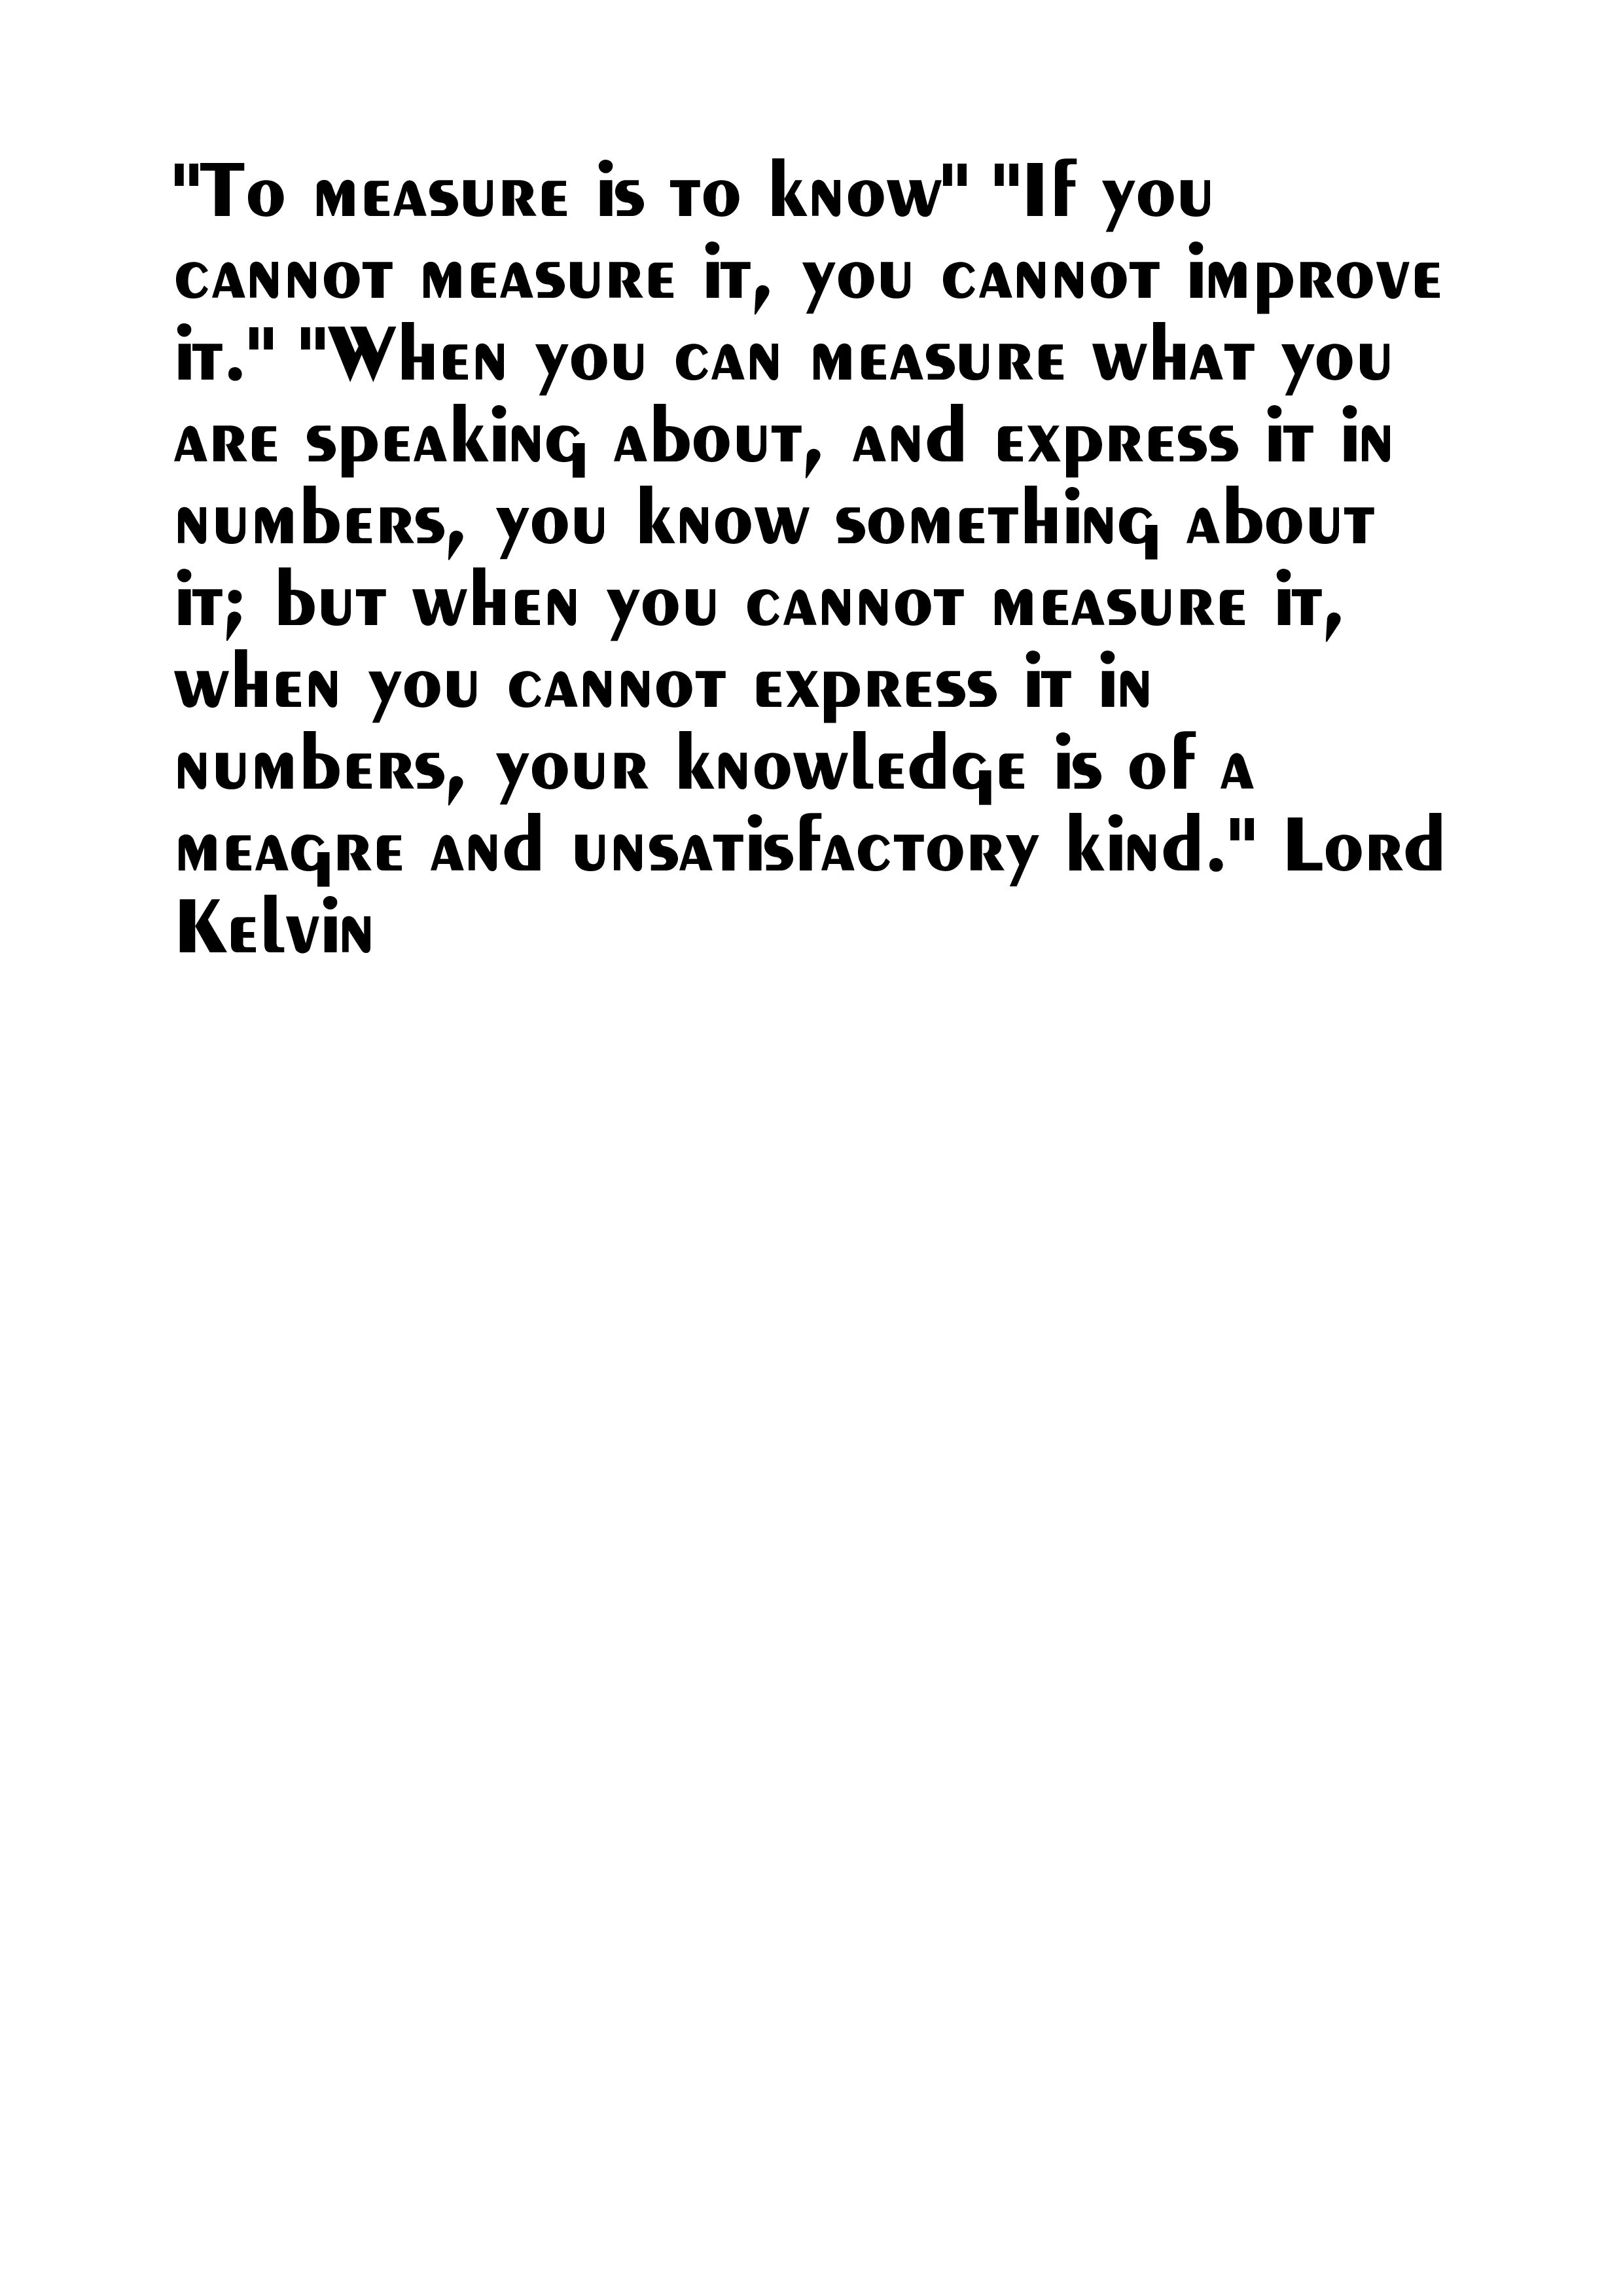 "To measure is to know" "If you
cannot measure it, you cannot improve
it." "When you can measure what you
are speaking about, and express it in
numbers, you know something about
it; but when you cannot measure it,
when you cannot express it in
numbers, your knowledge is of a
meagre and unsatisfactory kind." Lord
Kelvin